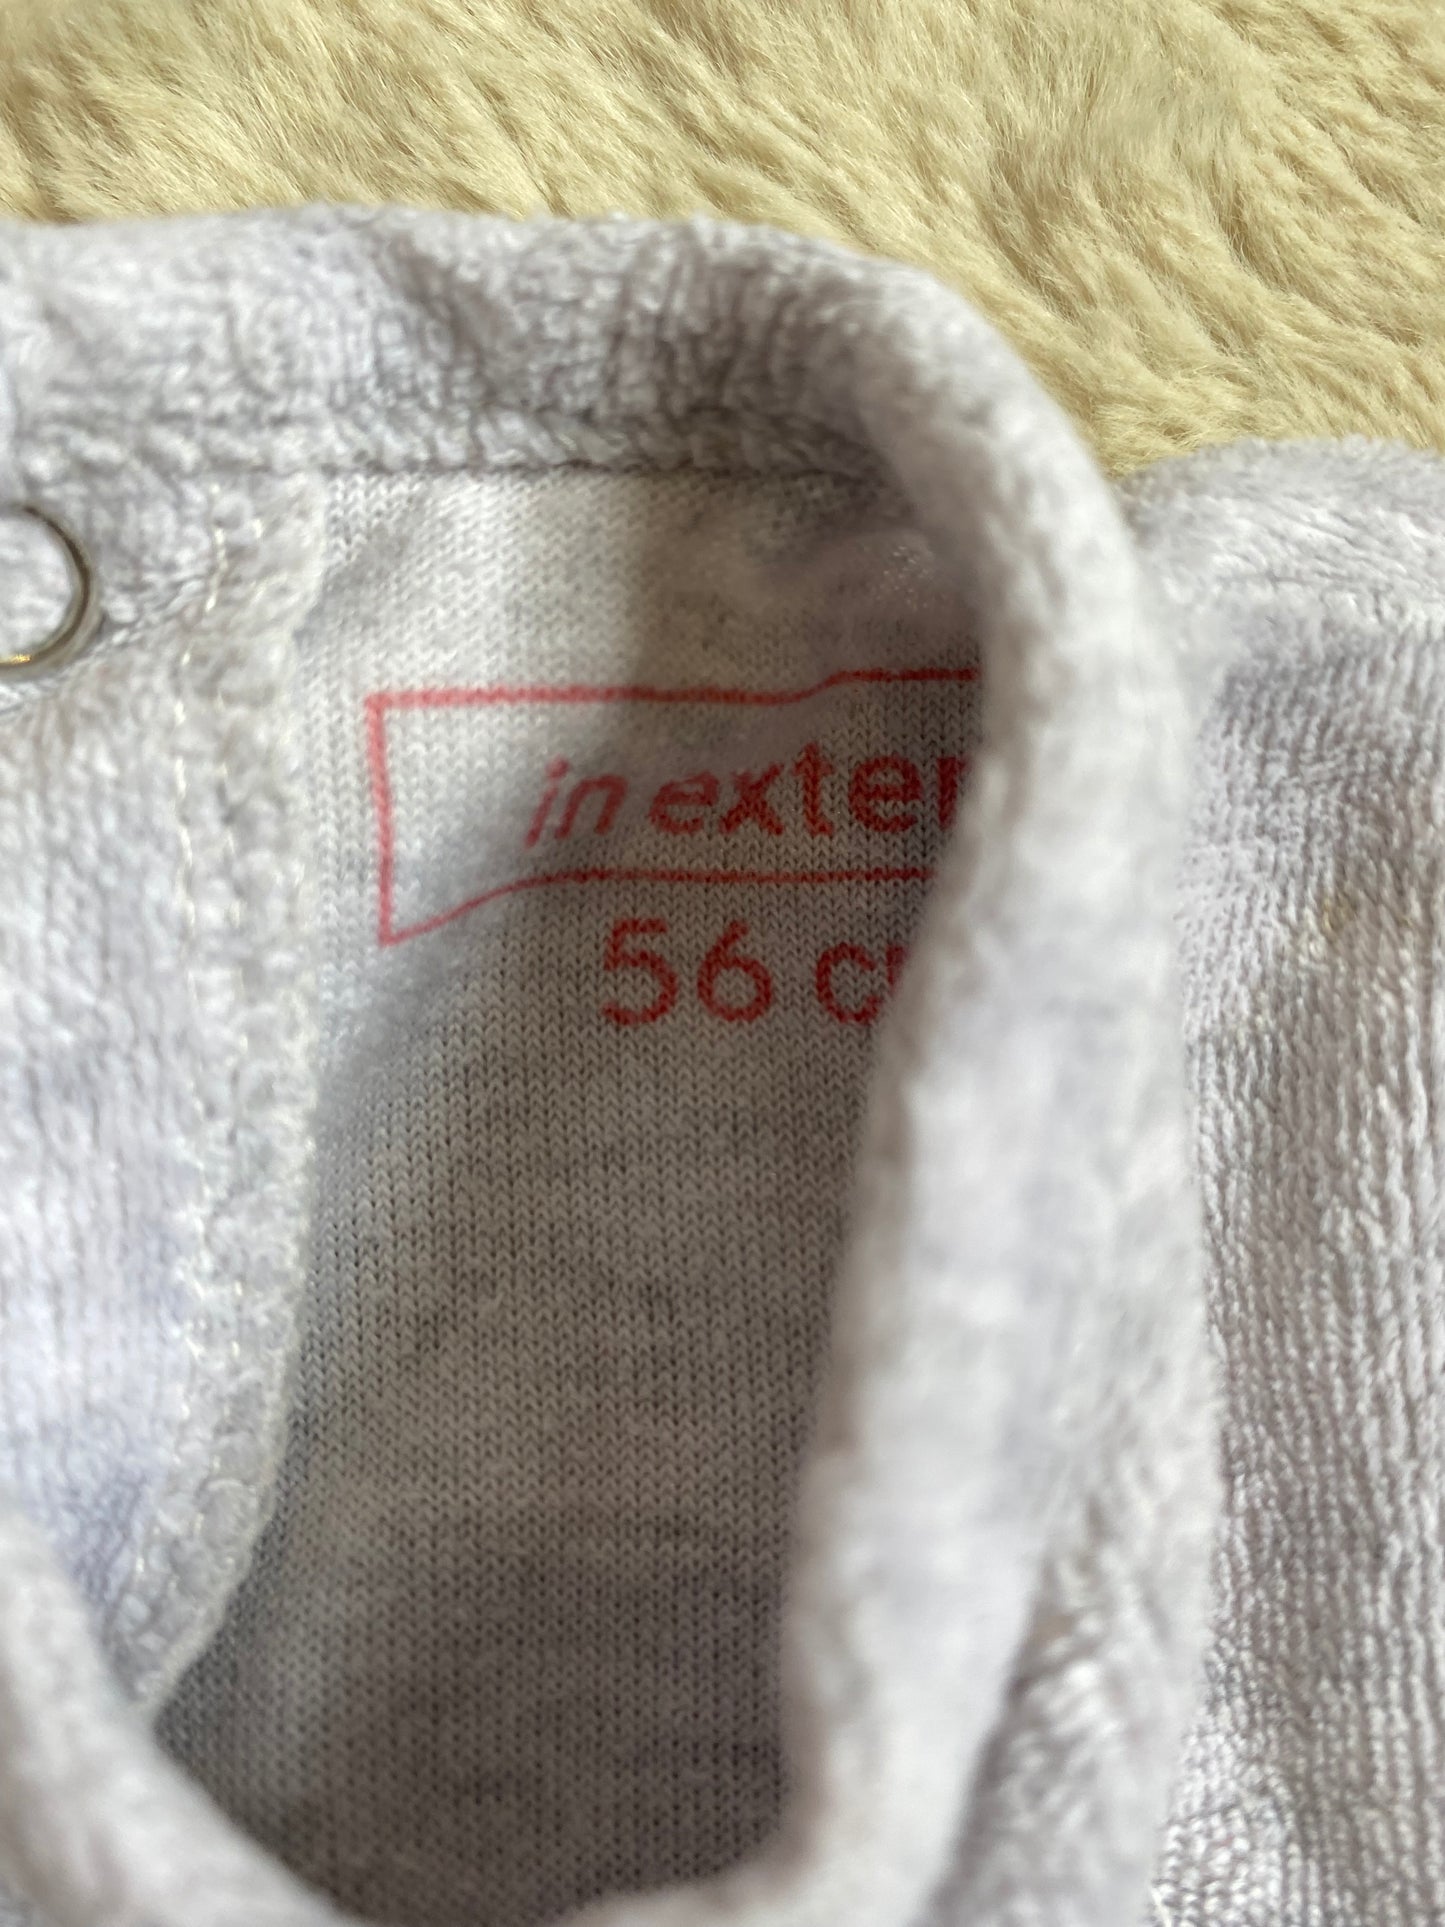 in exte
56 c